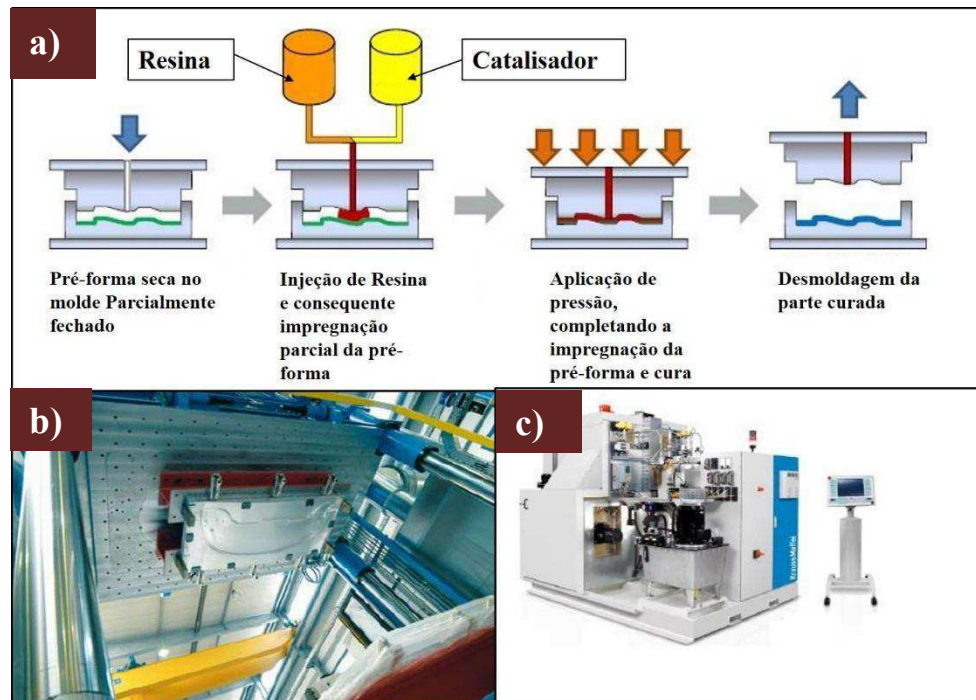 a)
Resina
Catalisador
Pré-forma seca no
molde Parcialmente
fechado
Injeção de Resina
e consequente
impregnação
parcial da pré-
forma
Aplicação de
pressão,
completando a
impregnação da
pré-forma e cura
Desmoldagem da
parte curada
b)
c)
KraussMaffei